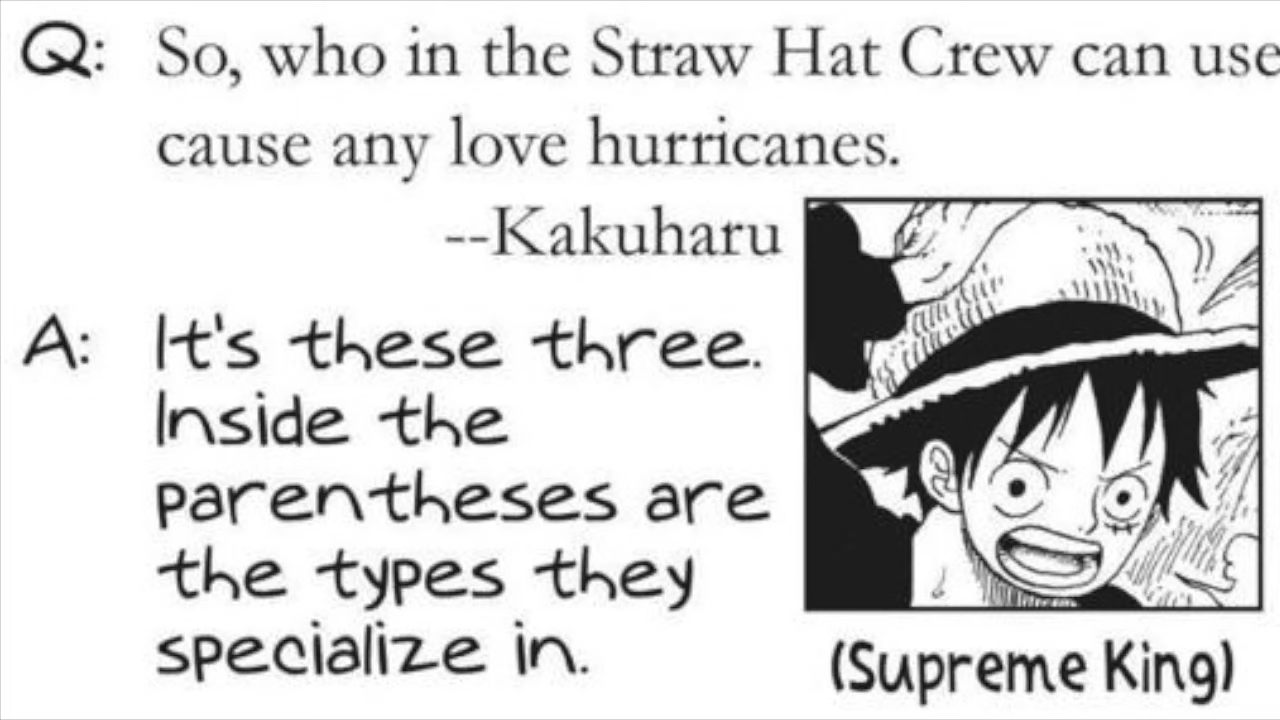 Q: So, who in the Straw Hat Crew can use
cause any love hurricanes.
--Kakuharu
A: It's these three.
Inside the
parentheses are
the types they
specialize in.
(Supreme King)